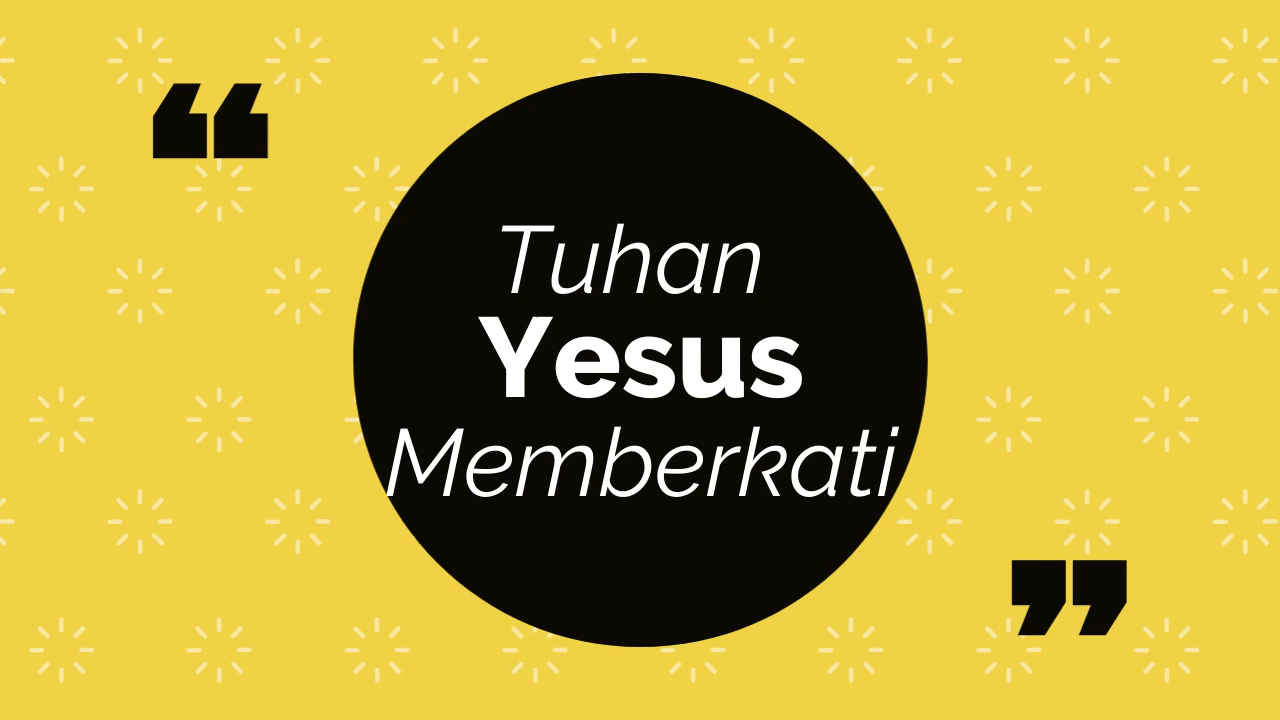 “
Tuhan
Yesus
Memberkati
”